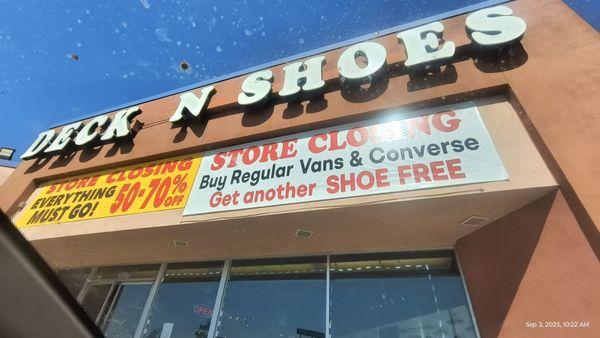 DECK N SHOES
STORE CLOSING
EVERYTHING
MUST GO!
50-70%
OFF
STORE CLOSING
Buy Regular Vans & Converse
Get another SHOE FREE
OPEN
Sep 3, 2025, 10:22 AM